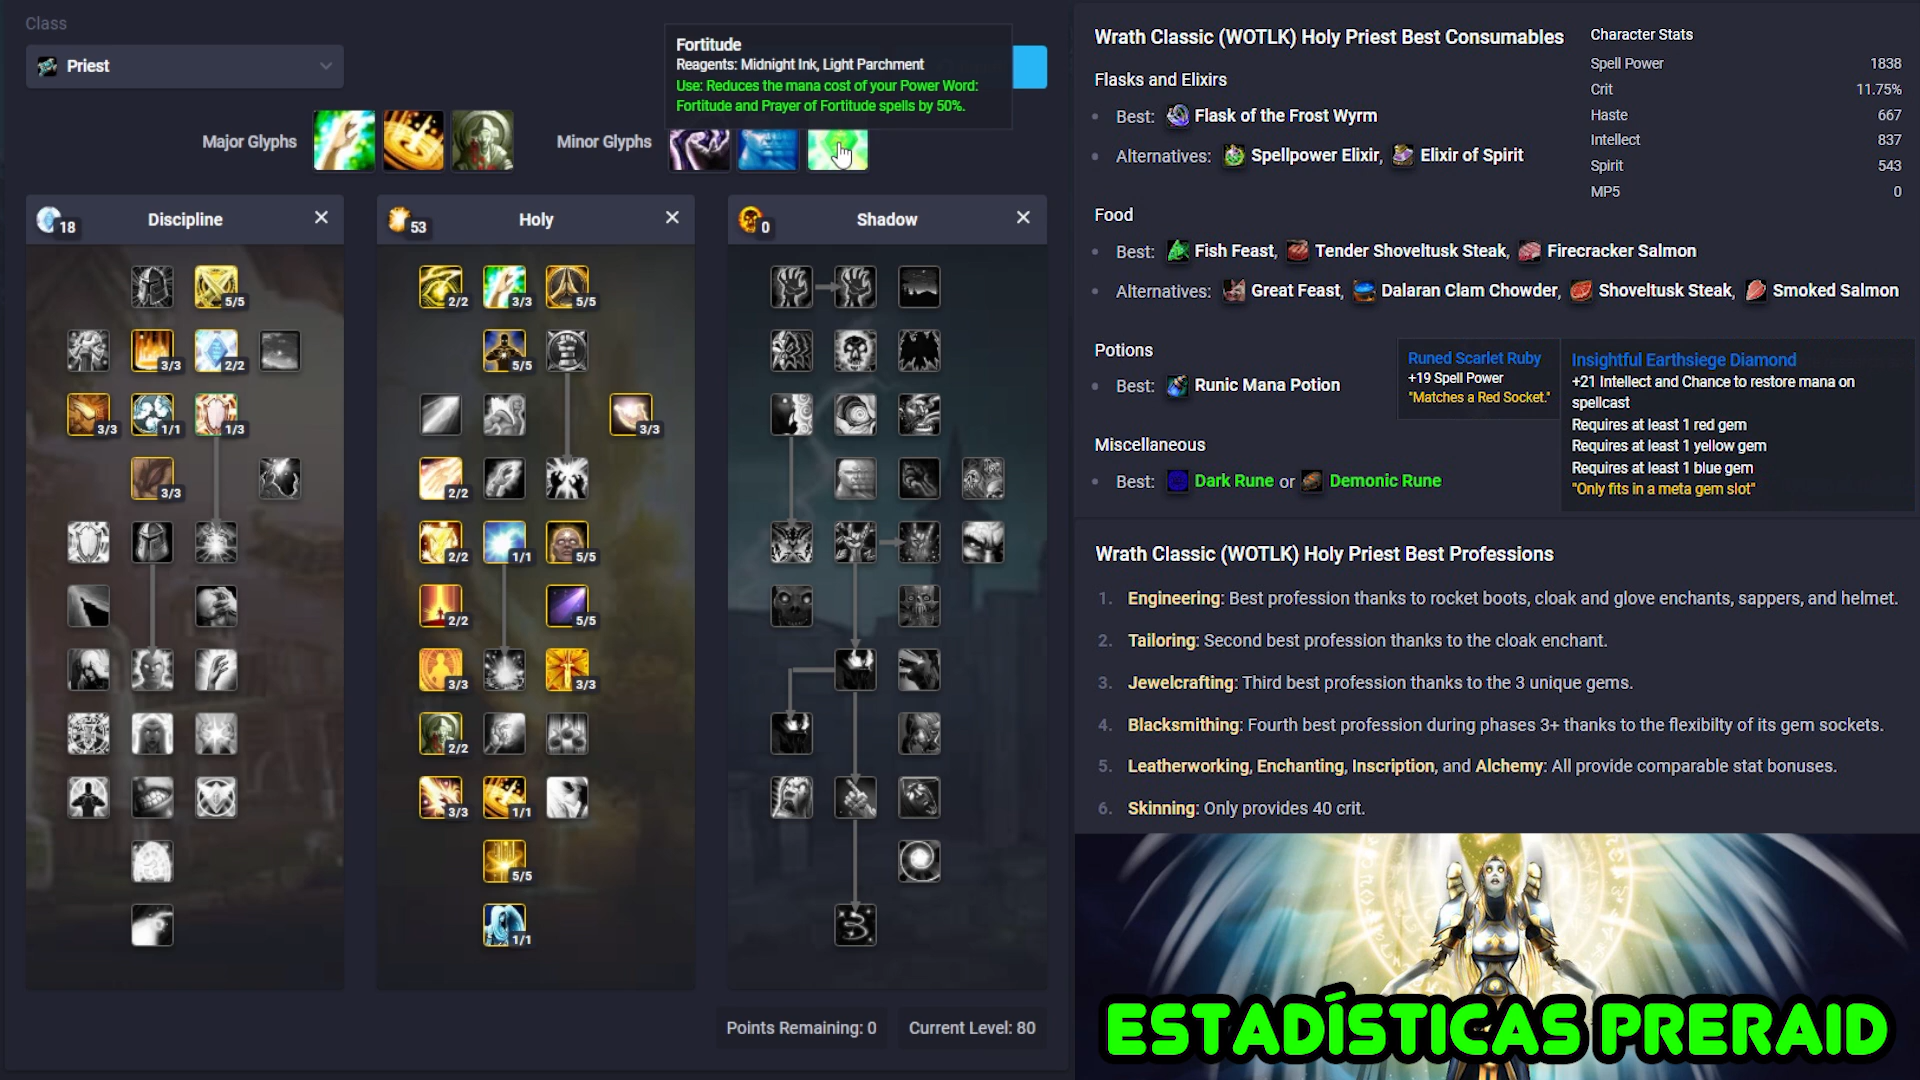 Class
Priest
Fortitude
Reagents: Midnight Ink, Light Parchment
Use: Reduces the mana cost of your Power Word:
Fortitude and Prayer of Fortitude spells by 50%.
Major Glyphs
Minor Glyphs
18 Discipline
5/5
3/3 2/2
3/3 1/1 1/3
3/3
53 Holy
2/2 3/3 5/5
5/5
3/3
2/2
2/2 1/1 5/5
2/2 5/5
3/3 3/3
2/2
3/3 1/1
5/5
1/1
0 Shadow
Points Remaining: 0
Current Level: 80
Wrath Classic (WOTLK) Holy Priest Best Consumables
Flasks and Elixirs
Best: Flask of the Frost Wyrm
Alternatives: Spellpower Elixir, Elixir of Spirit
Character Stats
Spell Power 1838
Crit 11.75%
Haste 667
Intellect 837
Spirit 543
MP5 0
Food
Best: Fish Feast, Tender Shoveltusk Steak, Firecracker Salmon
Alternatives: Great Feast, Dalaran Clam Chowder, Shoveltusk Steak, Smoked Salmon
Potions
Best: Runic Mana Potion
Miscellaneous
Best: Dark Rune or Demonic Rune
Runed Scarlet Ruby
+19 Spell Power
"Matches a Red Socket."
Insightful Earthsiege Diamond
+21 Intellect and Chance to restore mana on
spellcast
Requires at least 1 red gem
Requires at least 1 yellow gem
Requires at least 1 blue gem
"Only fits in a meta gem slot"
Wrath Classic (WOTLK) Holy Priest Best Professions
1. Engineering: Best profession thanks to rocket boots, cloak and glove enchants, sappers, and helmet.
2. Tailoring: Second best profession thanks to the cloak enchant.
3. Jewelcrafting: Third best profession thanks to the 3 unique gems.
4. Blacksmithing: Fourth best profession during phases 3+ thanks to the flexibilty of its gem sockets.
5. Leatherworking, Enchanting, Inscription, and Alchemy: All provide comparable stat bonuses.
6. Skinning: Only provides 40 crit.
ESTADÍSTICAS PRERAID